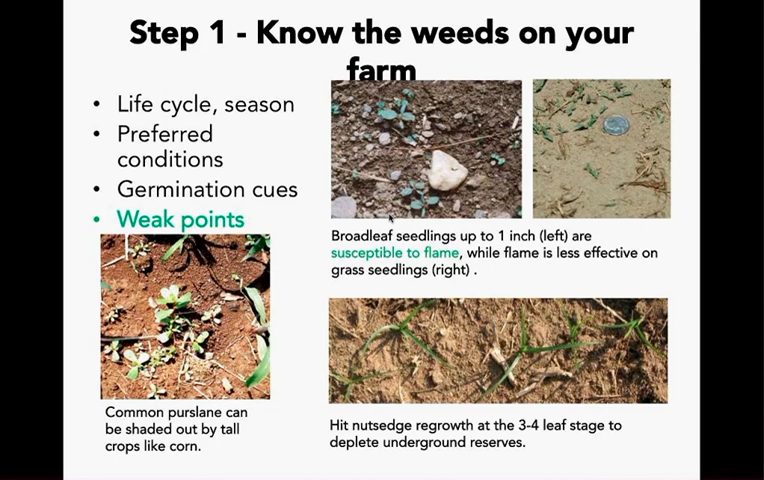 Step 1 - Know the weeds on your
farm
• Life cycle, season
• Preferred
conditions
• Germination cues
• Weak points
Broadleaf seedlings up to 1 inch (left) are
susceptible to flame, while flame is less effective on
grass seedlings (right) .
Common purslane can
be shaded out by tall
crops like corn.
Hit nutsedge regrowth at the 3-4 leaf stage to
deplete underground reserves.